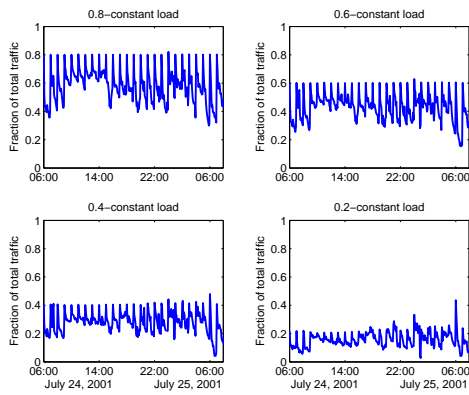 0.8−constant load
0.6−constant load
Fraction of total traffic
1
0.8
0.6
0.4
0.2
0
06:00 14:00 22:00 06:00
Fraction of total traffic
1
0.8
0.6
0.4
0.2
0
06:00 14:00 22:00 06:00
0.4−constant load
0.2−constant load
Fraction of total traffic
1
0.8
0.6
0.4
0.2
0
06:00 14:00 22:00 06:00
July 24, 2001 July 25, 2001
Fraction of total traffic
1
0.8
0.6
0.4
0.2
0
06:00 14:00 22:00 06:00
July 24, 2001 July 25, 2001